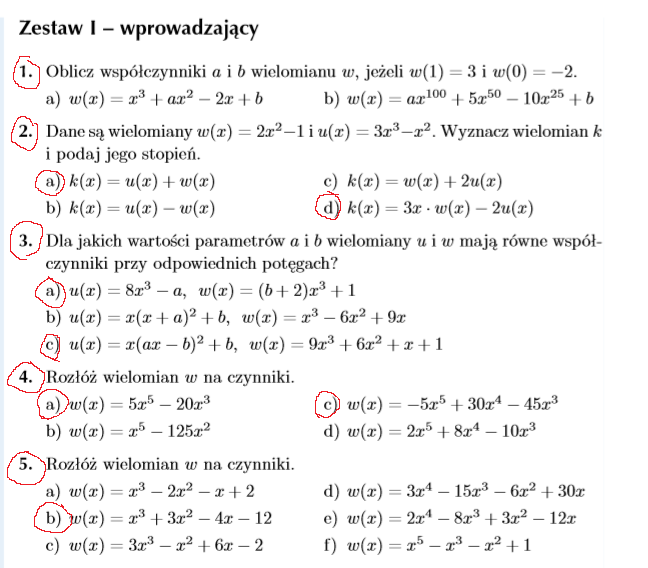 Zestaw I – wprowadzający
1. Oblicz współczynniki a i b wielomianu w, jeżeli w(1) = 3 i w(0) = −2.
a) w(x) = x³ + ax² − 2x + b b) w(x) = ax¹⁰⁰ + 5x⁵⁰ − 10x²⁵ + b
2. Dane są wielomiany w(x) = 2x²−1 i u(x) = 3x³−x². Wyznacz wielomian k
i podaj jego stopień.
a) k(x) = u(x) + w(x) c) k(x) = w(x) + 2u(x)
b) k(x) = u(x) − w(x) d) k(x) = 3x · w(x) − 2u(x)
3. Dla jakich wartości parametrów a i b wielomiany u i w mają równe współ-
czynniki przy odpowiednich potęgach?
a) u(x) = 8x³ − a, w(x) = (b + 2)x³ + 1
b) u(x) = x(x + a)² + b, w(x) = x³ − 6x² + 9x
c) u(x) = x(ax − b)² + b, w(x) = 9x³ + 6x² + x + 1
4. Rozłóż wielomian w na czynniki.
a) w(x) = 5x⁵ − 20x³ c) w(x) = −5x⁵ + 30x⁴ − 45x³
b) w(x) = x⁵ − 125x² d) w(x) = 2x⁵ + 8x⁴ − 10x³
5. Rozłóż wielomian w na czynniki.
a) w(x) = x³ − 2x² − x + 2 d) w(x) = 3x⁴ − 15x³ − 6x² + 30x
b) w(x) = x³ + 3x² − 4x − 12 e) w(x) = 2x⁴ − 8x³ + 3x² − 12x
c) w(x) = 3x³ − x² + 6x − 2 f) w(x) = x⁵ − x³ − x² + 1